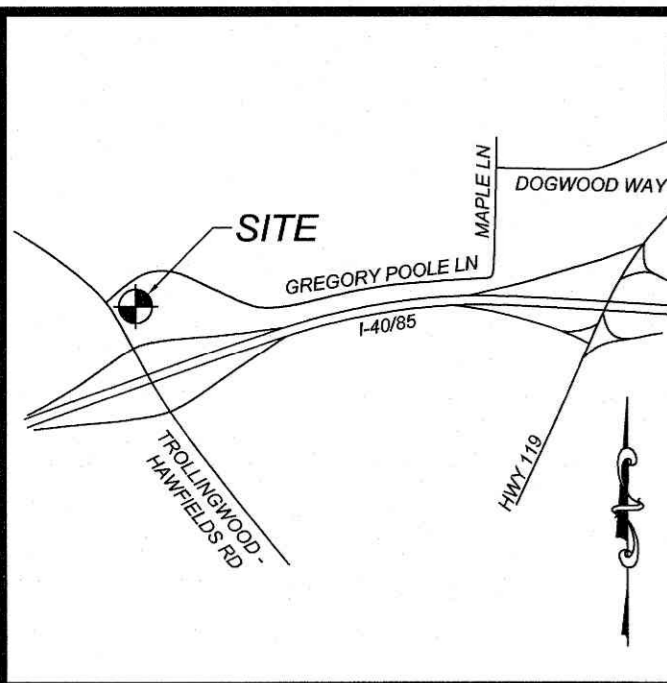 MAPLE LN
DOGWOOD WAY
SITE
GREGORY POOLE LN
I-40/85
TROLLINGWOOD -
HAWFIELDS RD
HWY 119